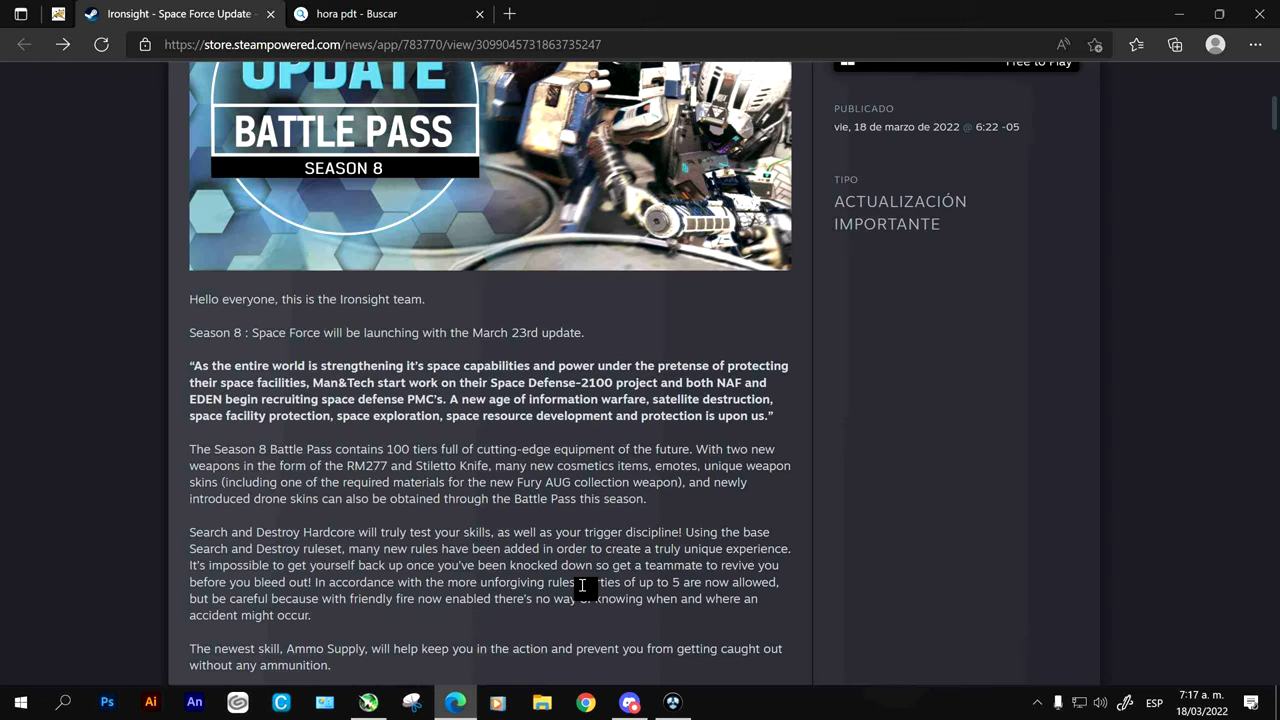 Ironsight - Space Force Update -
hora pdt - Buscar
https://store.steampowered.com/news/app/783770/view/3099045731863735247
UPDATE
BATTLE PASS
SEASON 8
Free to Play
PUBLICADO
vie, 18 de marzo de 2022 @ 6:22 -05
TIPO
ACTUALIZACIÓN
IMPORTANTE
Hello everyone, this is the Ironsight team.
Season 8 : Space Force will be launching with the March 23rd update.
“As the entire world is strengthening it’s space capabilities and power under the pretense of protecting
their space facilities, Man&Tech start work on their Space Defense-2100 project and both NAF and
EDEN begin recruiting space defense PMC’s. A new age of information warfare, satellite destruction,
space facility protection, space exploration, space resource development and protection is upon us.”
The Season 8 Battle Pass contains 100 tiers full of cutting-edge equipment of the future. With two new
weapons in the form of the RM277 and Stiletto Knife, many new cosmetics items, emotes, unique weapon
skins (including one of the required materials for the new Fury AUG collection weapon), and newly
introduced drone skins can also be obtained through the Battle Pass this season.
Search and Destroy Hardcore will truly test your skills, as well as your trigger discipline! Using the base
Search and Destroy ruleset, many new rules have been added in order to create a truly unique experience.
It’s impossible to get yourself back up once you’ve been knocked down so get a teammate to revive you
before you bleed out! In accordance with the more unforgiving rules of up to 5 are now allowed,
but be careful because with friendly fire now enabled there’s no way knowing when and where an
accident might occur.
The newest skill, Ammo Supply, will help keep you in the action and prevent you from getting caught out
without any ammunition.
Ps
Ai
An
C
ESP
7:17 a. m.
18/03/2022